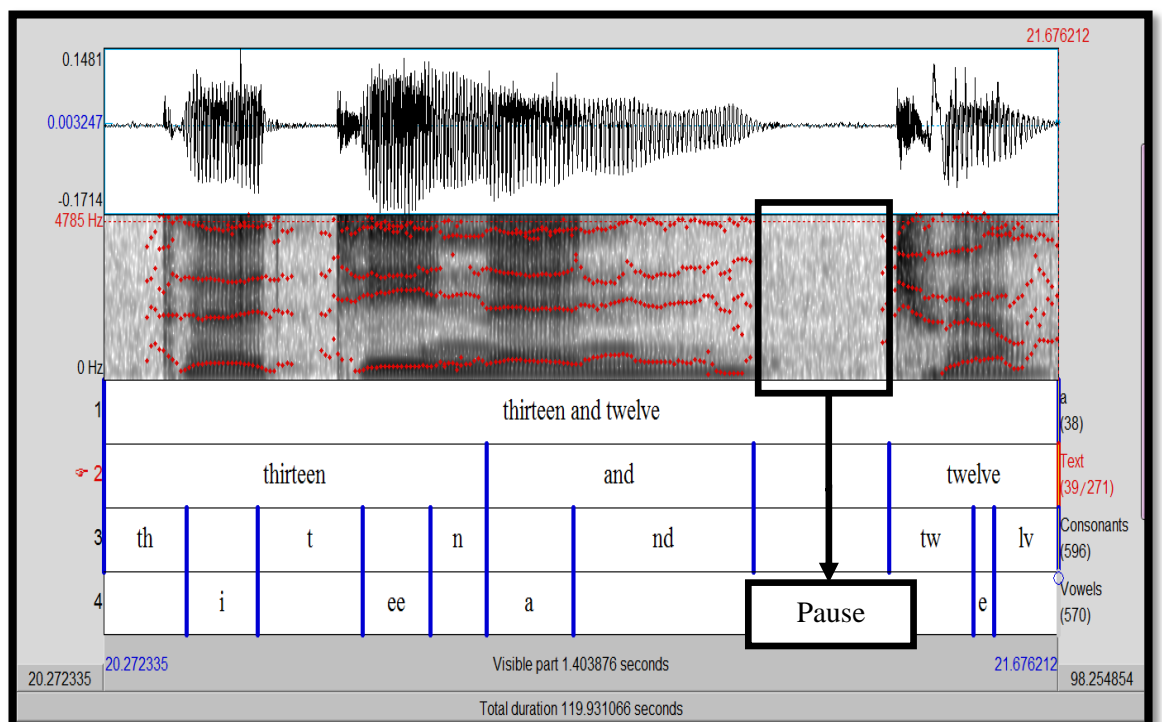 21.676212
0.1481
0.003247
-0.1714
4785 Hz
0 Hz
1 thirteen and twelve a
(38)
2 thirteen and twelve Text
(39/271)
3 th t n nd tw lv Consonants
(596)
4 i ee a e Vowels
(570)
Pause
20.272335 Visible part 1.403876 seconds 21.676212
20.272335 98.254854
Total duration 119.931066 seconds